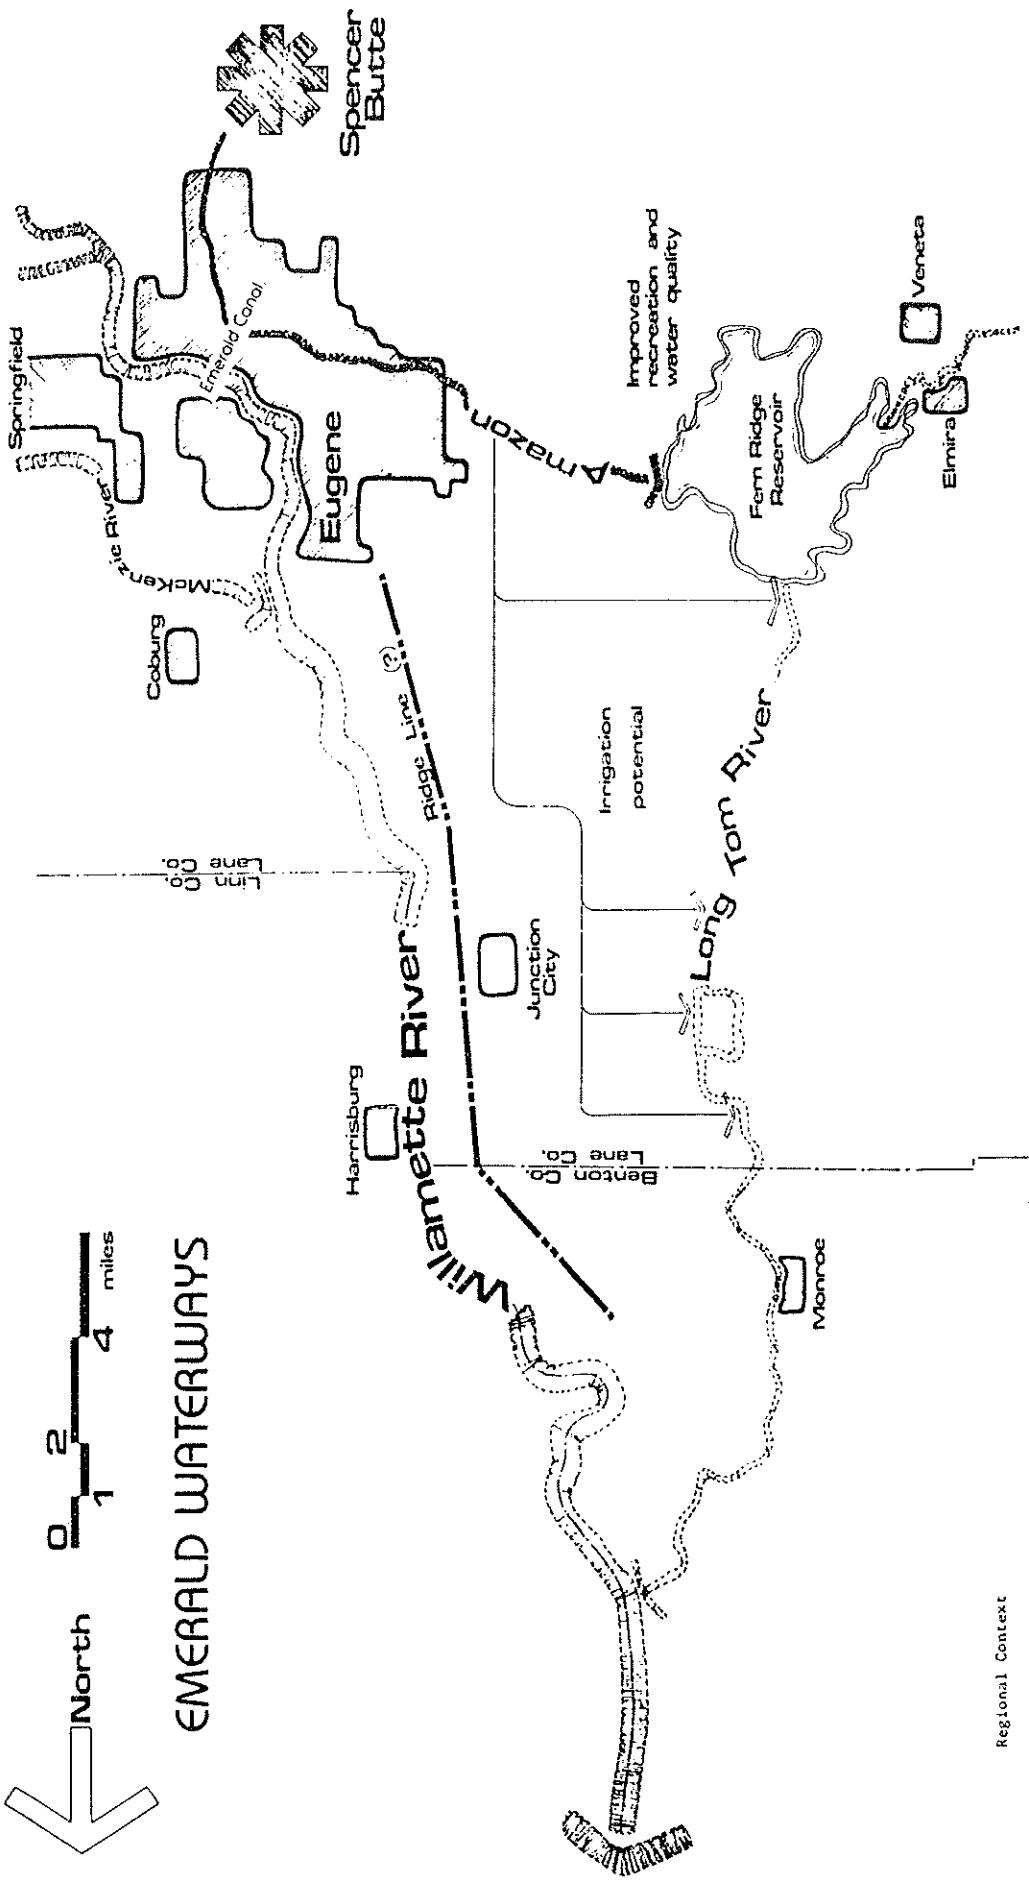 North
0
1
2
4
miles
EMERALD WATERWAYS
Spencer
Butte
Springfield
McKenzie River
Coburg
Emerald Canal
Eugene
Amazon
Improved
recreation and
water quality
Fern Ridge
Reservoir
Veneta
Elmira
Ridge Line (?)
Irrigation
potential
Linn Co.
Lane Co.
Long Tom River
Junction
City
Harrisburg
Willamette River
Lane Co.
Benton Co.
Monroe
Regional Context